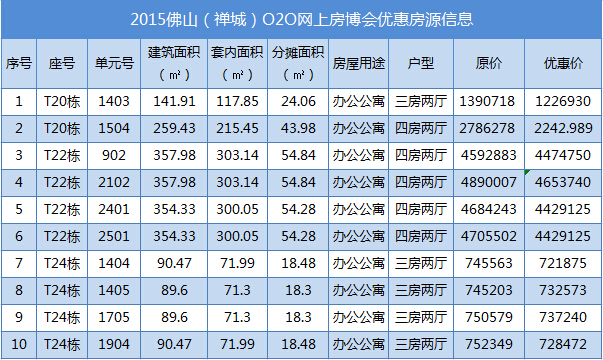 2015佛山（禅城）O2O网上房博会优惠房源信息
序号 座号 单元号 建筑面积（㎡） 套内面积（㎡） 分摊面积（㎡） 房屋用途 户型 原价 优惠价
1 T20栋 1403 141.91 117.85 24.06 办公公寓 三房两厅 1390718 1226930
2 T20栋 1504 259.43 215.45 43.98 办公公寓 四房两厅 2786278 2242.989
3 T22栋 902 357.98 303.14 54.84 办公公寓 四房两厅 4592883 4474750
4 T22栋 2102 357.98 303.14 54.84 办公公寓 四房两厅 4890007 4653740
5 T22栋 2401 354.33 300.05 54.28 办公公寓 四房两厅 4684243 4429125
6 T22栋 2501 354.33 300.05 54.28 办公公寓 四房两厅 4705502 4429125
7 T24栋 1404 90.47 71.99 18.48 办公公寓 三房两厅 745563 721875
8 T24栋 1405 89.6 71.3 18.3 办公公寓 三房两厅 745203 732573
9 T24栋 1705 89.6 71.3 18.3 办公公寓 三房两厅 750579 737240
10 T24栋 1904 90.47 71.99 18.48 办公公寓 三房两厅 752349 728472